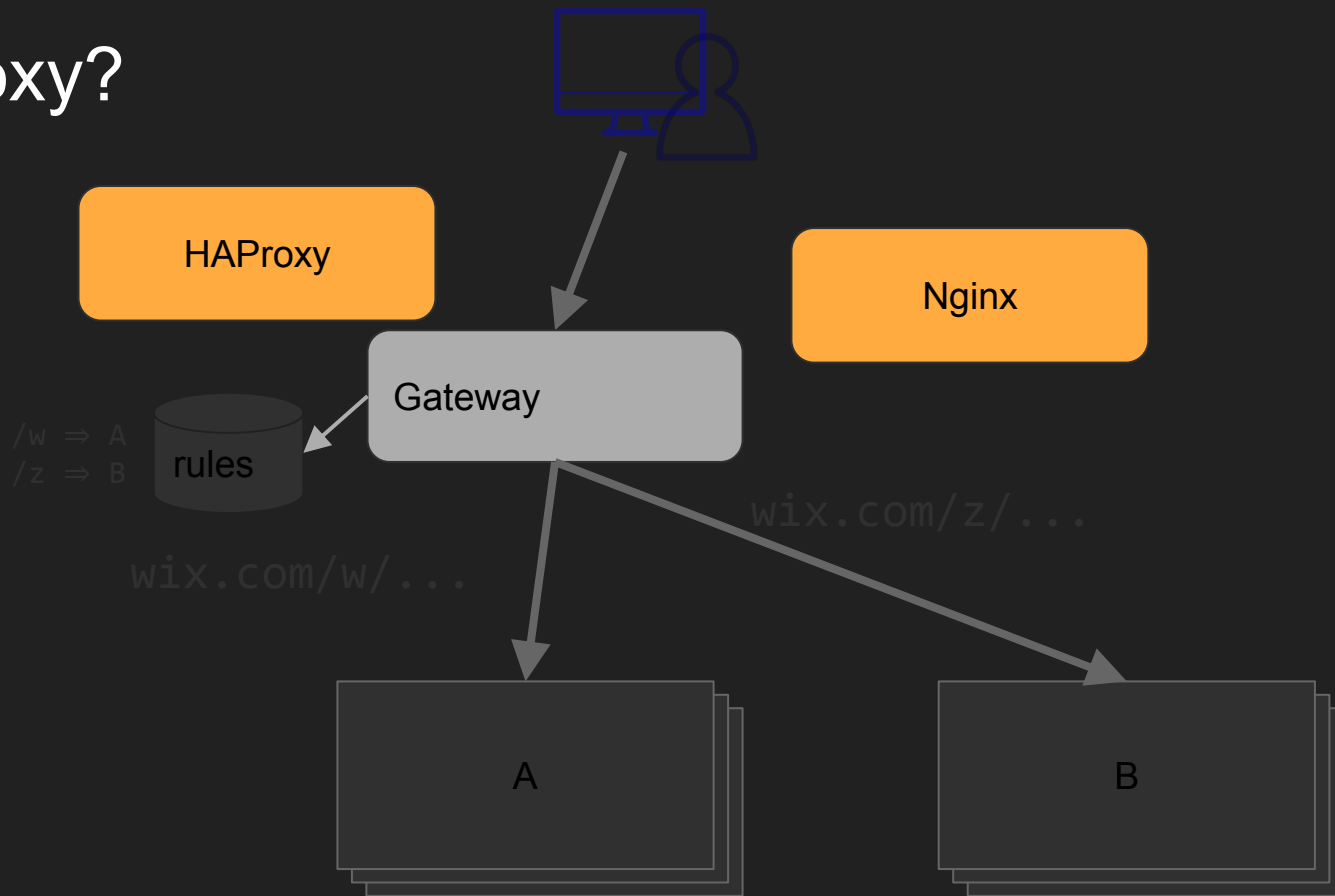 oxy?
HAProxy
Nginx
Gateway
/w ⇒ A
/z ⇒ B
rules
wix.com/z/...
wix.com/w/...
A
B